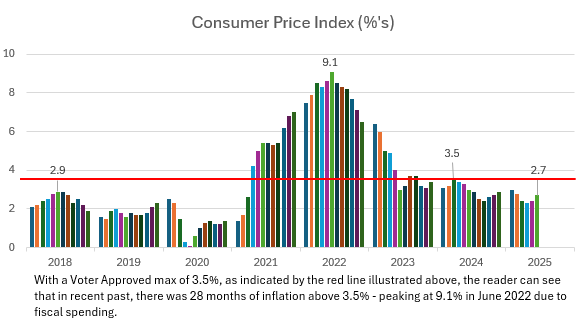 Consumer Price Index (%'s)
10
9.1
8
6
4
3.5
2.9
2.7
2
0
2018 2019 2020 2021 2022 2023 2024 2025
With a Voter Approved max of 3.5%, as indicated by the red line illustrated above, the reader can see
that in recent past, there was 28 months of inflation above 3.5% - peaking at 9.1% in June 2022 due to
fiscal spending.